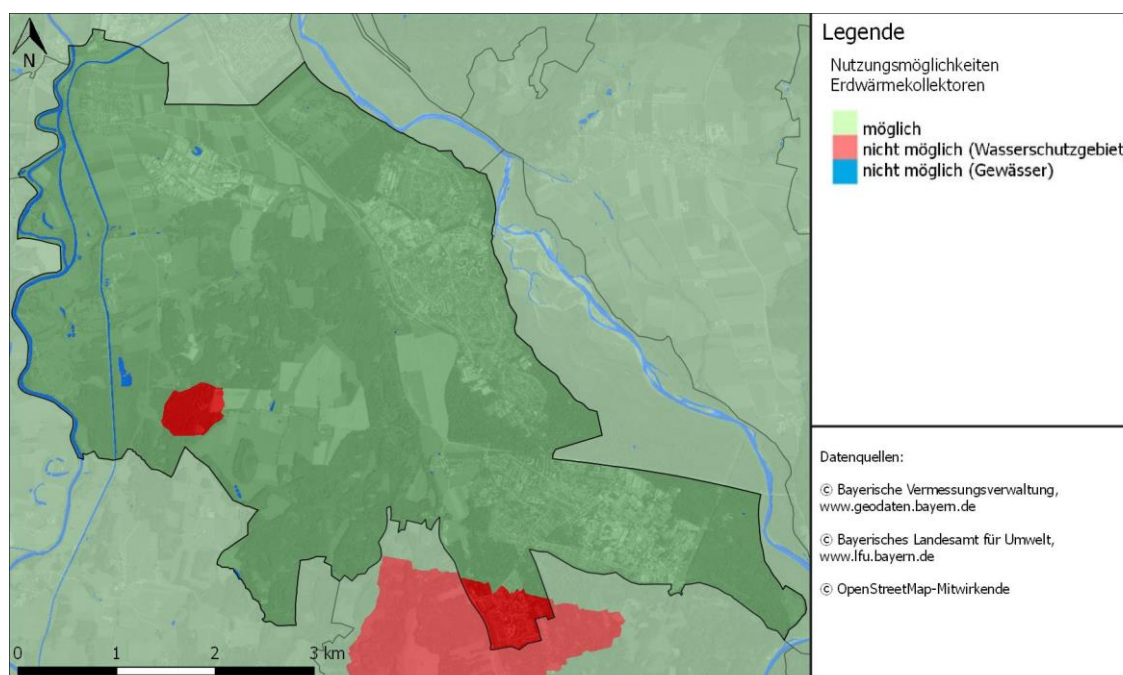 N
Legende
Nutzungsmöglichkeiten
Erdwärmekollektoren
möglich
nicht möglich (Wasserschutzgebiet
nicht möglich (Gewässer)
Datenquellen:
© Bayerische Vermessungsverwaltung,
www.geodaten.bayern.de
© Bayerisches Landesamt für Umwelt,
www.lfu.bayern.de
© OpenStreetMap-Mitwirkende
0 1 2 3 km